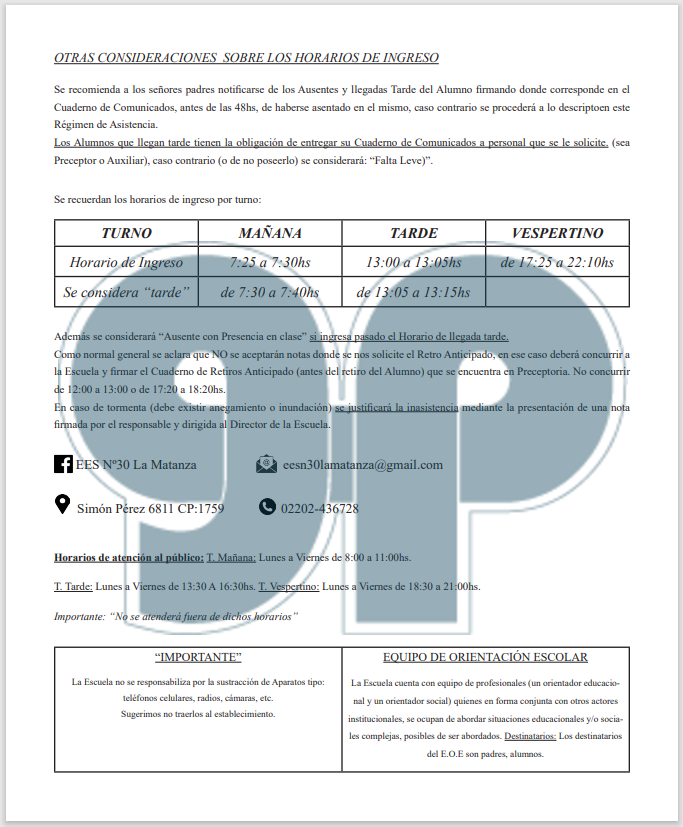 OTRAS CONSIDERACIONES SOBRE LOS HORARIOS DE INGRESO
Se recomienda a los señores padres notificarse de los Ausentes y llegadas Tarde del Alumno firmando donde corresponde en el
Cuaderno de Comunicados, antes de las 48hs, de haberse asentado en el mismo, caso contrario se procederá a lo descriptoen este
Régimen de Asistencia.
Los Alumnos que llegan tarde tienen la obligación de entregar su Cuaderno de Comunicados a personal que se le solicite. (sea
Preceptor o Auxiliar), caso contrario (o de no poseerlo) se considerará: “Falta Leve)”.
Se recuerdan los horarios de ingreso por turno:
TURNO MAÑANA TARDE VESPERTINO
Horario de Ingreso 7:25 a 7:30hs 13:00 a 13:05hs de 17:25 a 22:10hs
Se considera “tarde” de 7:30 a 7:40hs de 13:05 a 13:15hs
Además se considerará “Ausente con Presencia en clase” si ingresa pasado el Horario de llegada tarde.
Como normal general se aclara que NO se aceptarán notas donde se nos solicite el Retro Anticipado, en ese caso deberá concurrir a
la Escuela y firmar el Cuaderno de Retiros Anticipado (antes del retiro del Alumno) que se encuentra en Preceptoria. No concurrir
de 12:00 a 13:00 o de 17:20 a 18:20hs.
En caso de tormenta (debe existir anegamiento o inundación) se justificará la inasistencia mediante la presentación de una nota
firmada por el responsable y dirigida al Director de la Escuela.
EES Nº30 La Matanza eesn30lamatanza@gmail.com
Simón Pérez 6811 CP:1759 02202-436728
Horarios de atención al público: T. Mañana: Lunes a Viernes de 8:00 a 11:00hs.
T. Tarde: Lunes a Viernes de 13:30 A 16:30hs. T. Vespertino: Lunes a Viernes de 18:30 a 21:00hs.
Importante: “No se atenderá fuera de dichos horarios”
“IMPORTANTE”
La Escuela no se responsabiliza por la sustracción de Aparatos tipo:
teléfonos celulares, radios, cámaras, etc.
Sugerimos no traerlos al establecimiento.
EQUIPO DE ORIENTACIÓN ESCOLAR
La Escuela cuenta con equipo de profesionales (un orientador educacio-
nal y un orientador social) quienes en forma conjunta con otros actores
institucionales, se ocupan de abordar situaciones educacionales y/o socia-
les complejas, posibles de ser abordados. Destinatarios: Los destinatarios
del E.O.E son padres, alumnos.
gp